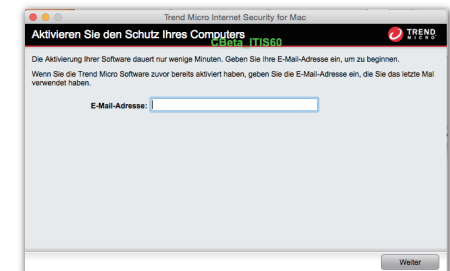 Trend Micro Internet Security for Mac
Aktivieren Sie den Schutz Ihres Computers
CBeta_ITIS60
TREND
MICRO
Die Aktivierung Ihrer Software dauert nur wenige Minuten. Geben Sie Ihre E-Mail-Adresse ein, um zu beginnen.
Wenn Sie die Trend Micro Software zuvor bereits aktiviert haben, geben Sie die E-Mail-Adresse ein, die Sie das letzte Mal
verwendet haben.
E-Mail-Adresse:
Weiter